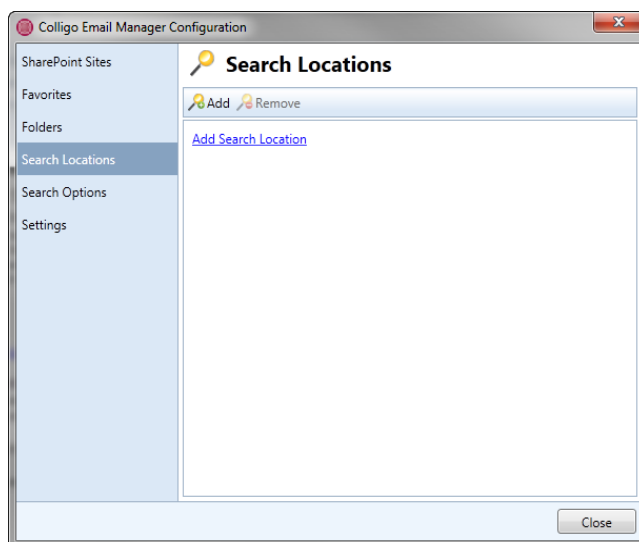 Colligo Email Manager Configuration
SharePoint Sites
Favorites
Folders
Search Locations
Search Options
Settings
Search Locations
Add Remove
Add Search Location
Close